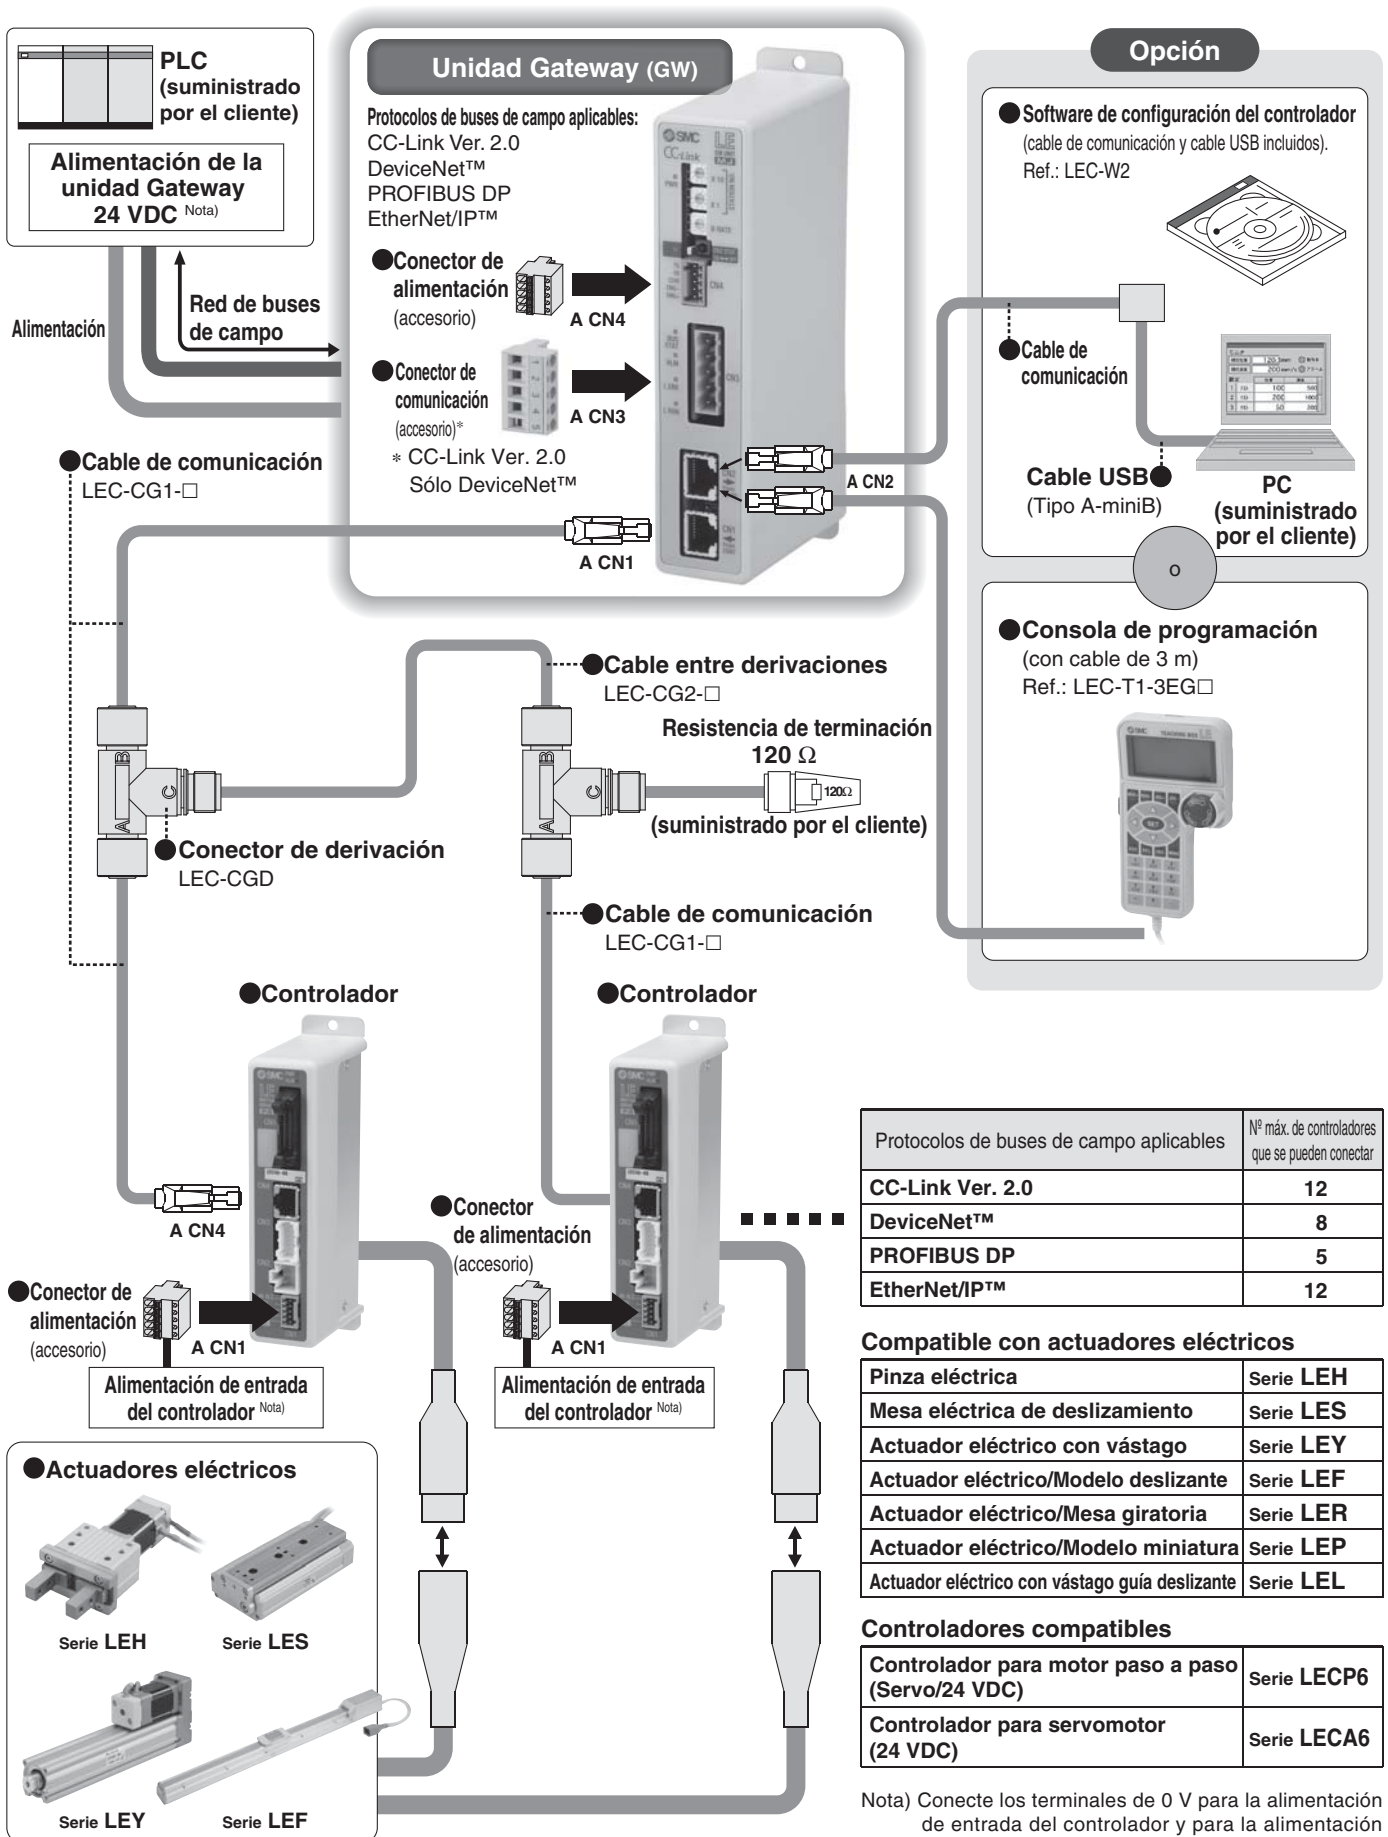 PLC
(suministrado
por el cliente)
Alimentación de la
unidad Gateway
24 VDC Nota)
Alimentación
Red de buses
de campo
Unidad Gateway (GW)
Protocolos de buses de campo aplicables:
CC-Link Ver. 2.0
DeviceNet™
PROFIBUS DP
EtherNet/IP™
●Conector de
alimentación
(accesorio)
A CN4
●Conector de
comunicación
(accesorio)*
A CN3
* CC-Link Ver. 2.0
Sólo DeviceNet™
SMC
CC-Link
A CN2
A CN1
Opción
●Software de configuración del controlador
(cable de comunicación y cable USB incluidos).
Ref.: LEC-W2
●Cable de
comunicación
Cable USB●
(Tipo A-miniB)
PC
(suministrado
por el cliente)
o
●Consola de programación
(con cable de 3 m)
Ref.: LEC-T1-3EG□
SMC TEACHING BOX LE
SET
●Cable de comunicación
LEC-CG1-□
●Cable entre derivaciones
LEC-CG2-□
Resistencia de terminación
120 Ω
120Ω
(suministrado por el cliente)
A B C
A B C
●Conector de derivación
LEC-CGD
●Cable de comunicación
LEC-CG1-□
●Controlador
●Controlador
SMC
SMC
A CN4
●Conector de
alimentación
(accesorio)
A CN1
Alimentación de entrada
del controlador Nota)
●Conector
de alimentación
(accesorio)
A CN1
Alimentación de entrada
del controlador Nota)
●Actuadores eléctricos
Serie LEH
Serie LES
Serie LEY
Serie LEF
Protocolos de buses de campo aplicables
Nº máx. de controladores
que se pueden conectar
CC-Link Ver. 2.0 12
DeviceNet™ 8
PROFIBUS DP 5
EtherNet/IP™ 12
Compatible con actuadores eléctricos
Pinza eléctrica Serie LEH
Mesa eléctrica de deslizamiento Serie LES
Actuador eléctrico con vástago Serie LEY
Actuador eléctrico/Modelo deslizante Serie LEF
Actuador eléctrico/Mesa giratoria Serie LER
Actuador eléctrico/Modelo miniatura Serie LEP
Actuador eléctrico con vástago guía deslizante Serie LEL
Controladores compatibles
Controlador para motor paso a paso
(Servo/24 VDC)
Serie LECP6
Controlador para servomotor
(24 VDC)
Serie LECA6
Nota) Conecte los terminales de 0 V para la alimentación
de entrada del controlador y para la alimentación